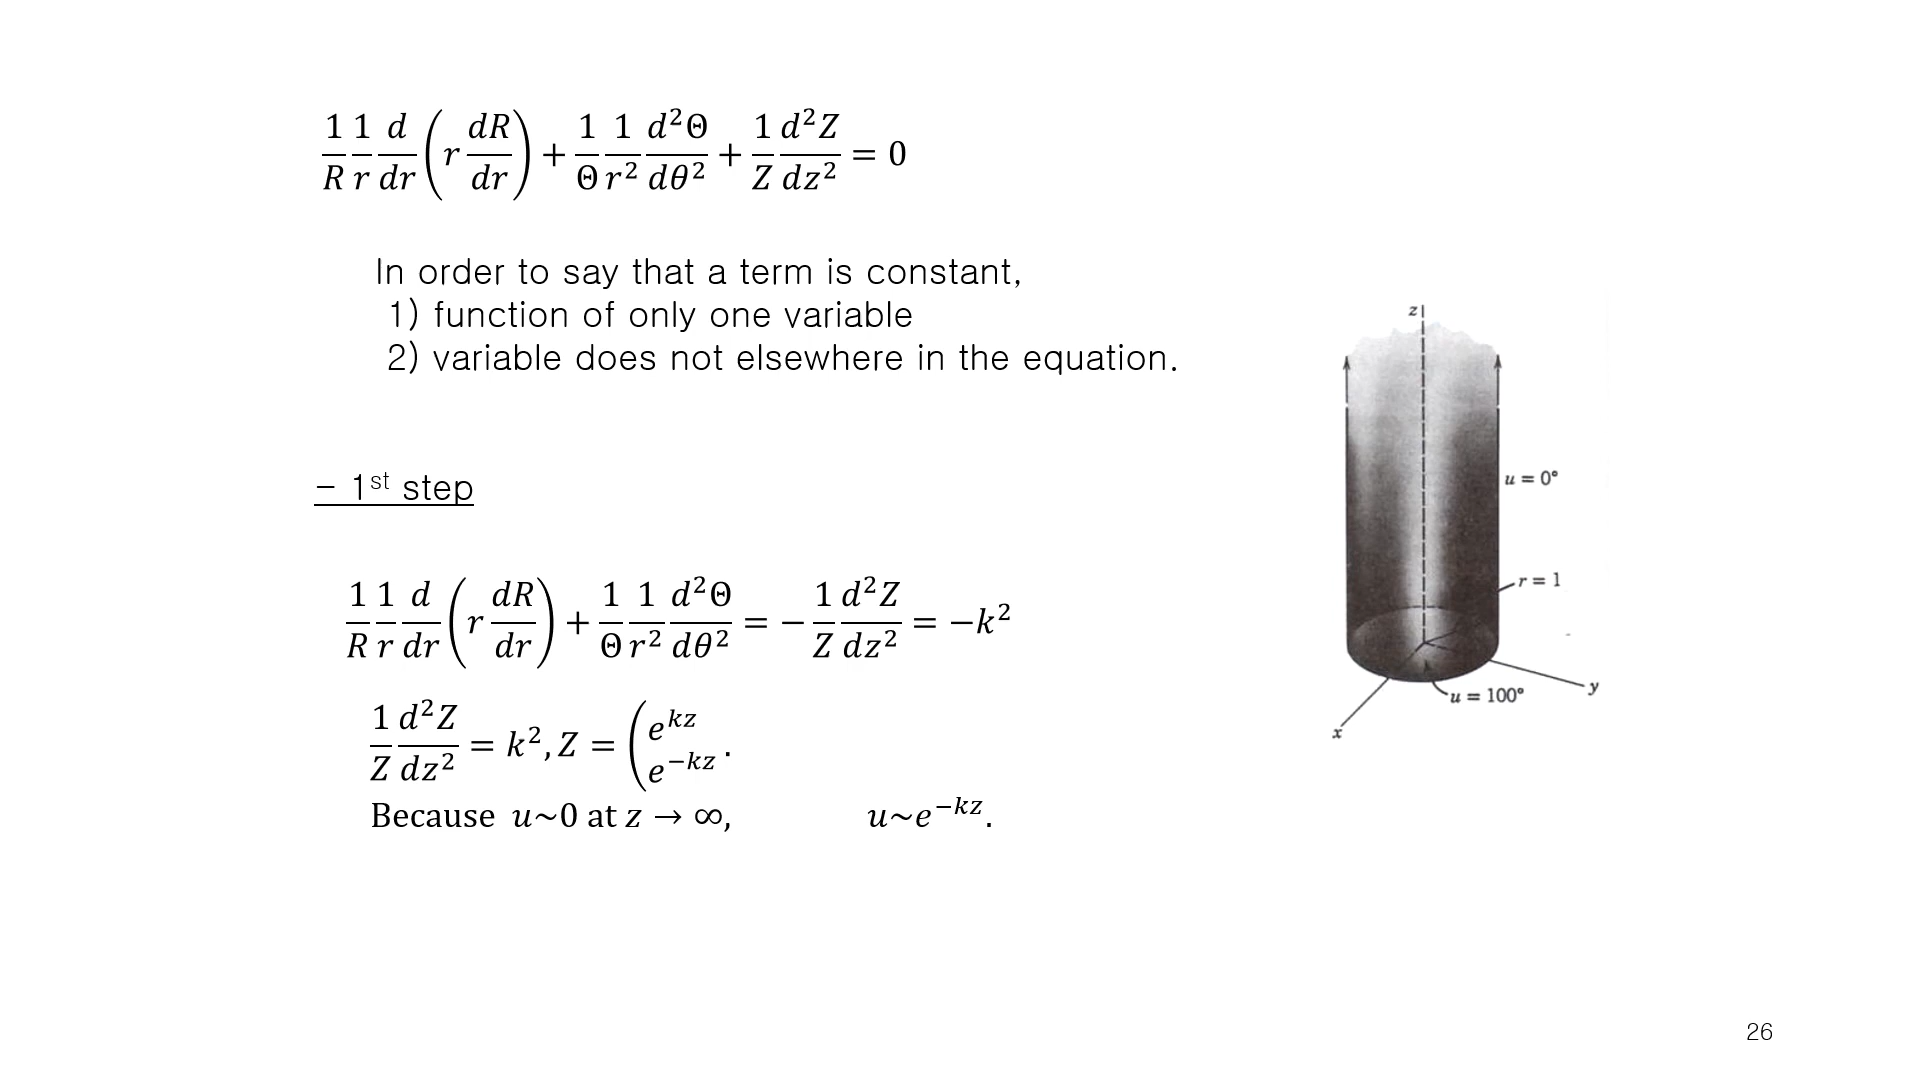 1/R 1/r d/dr (r dR/dr) + 1/Θ 1/r² d²Θ/dθ² + 1/Z d²Z/dz² = 0
In order to say that a term is constant,
1) function of only one variable
2) variable does not elsewhere in the equation.
– 1st step
1/R 1/r d/dr (r dR/dr) + 1/Θ 1/r² d²Θ/dθ² = − 1/Z d²Z/dz² = −k²
1/Z d²Z/dz² = k², Z = ( e^{kz} e^{−kz} .
Because u~0 at z → ∞, u~e^{−kz}.
z
u = 0°
r = 1
u = 100°
y
x
26